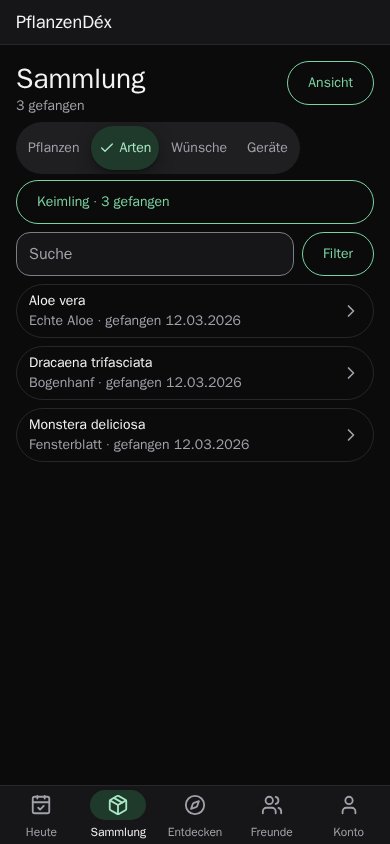 PflanzenDéx
Sammlung
Ansicht
3 gefangen
Pflanzen
Arten
Wünsche
Geräte
Keimling · 3 gefangen
Suche
Filter
Aloe vera
Echte Aloe · gefangen 12.03.2026
Dracaena trifasciata
Bogenhanf · gefangen 12.03.2026
Monstera deliciosa
Fensterblatt · gefangen 12.03.2026
Heute
Sammlung
Entdecken
Freunde
Konto